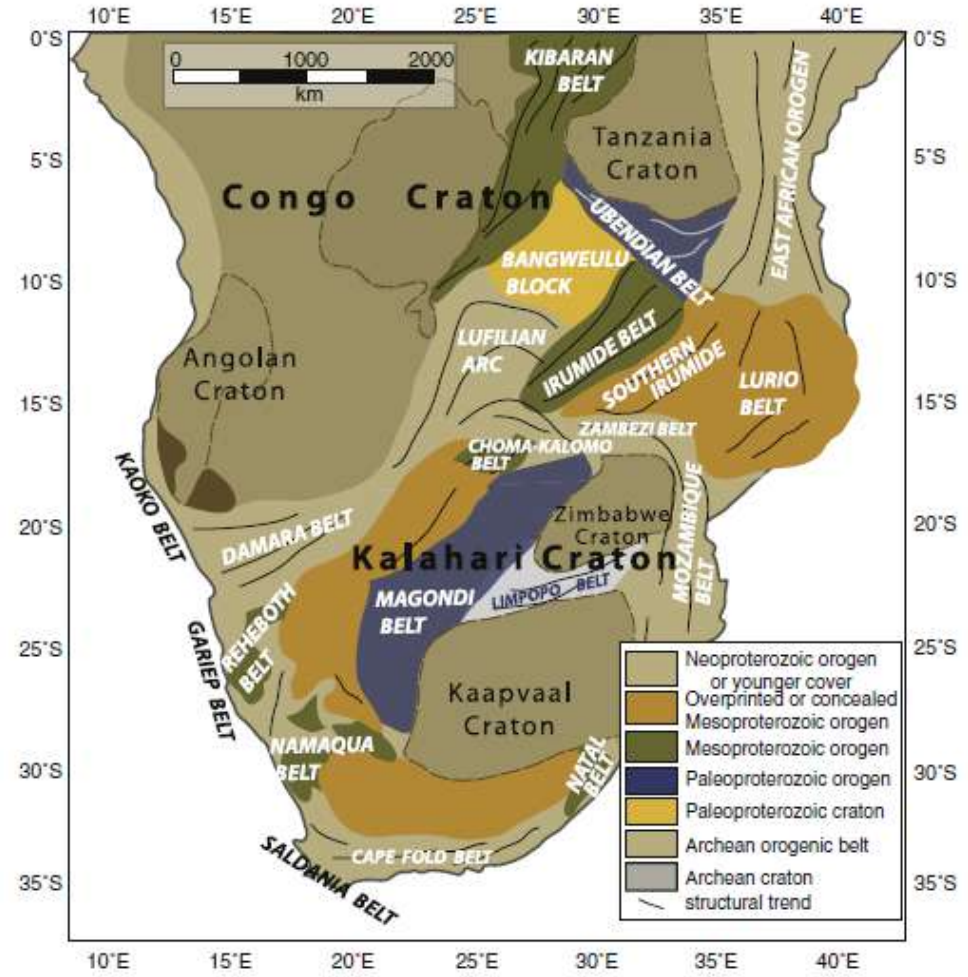 10°E 15°E 20°E 25°E 30°E 35°E 40°E
0°S 0°S
0 1000 2000
km
KIBARAN
BELT
Tanzania
Craton
EAST AFRICAN OROGEN
5°S 5°S
Congo Craton
UBENDIAN BELT
BANGWEULU
BLOCK
10°S 10°S
LUFILIAN
ARC
IRUMIDE BELT
Angolan
Craton
SOUTHERN
IRUMIDE
LURIO
BELT
15°S 15°S
ZAMBEZI BELT
CHOMA-KALOMO
BELT
KAOKO BELT
20°S 20°S
DAMARA BELT
Zimbabwe
Craton
MOZAMBIQUE
BELT
Kalahari Craton
LIMPOPO BELT
MAGONDI
BELT
REHEBOTH
BELT
25°S 25°S
GARIEP BELT
Kaapvaal
Craton
NAMAQUA
BELT
NATAL
BELT
30°S 30°S
CAPE FOLD BELT
SALDANIA BELT
35°S 35°S
Neoproterozoic orogen
or younger cover
Overprinted or concealed
Mesoproterozoic orogen
Mesoproterozoic orogen
Paleoproterozoic orogen
Paleoproterozoic craton
Archean orogenic belt
Archean craton
structural trend
10°E 15°E 20°E 25°E 30°E 35°E 40°E